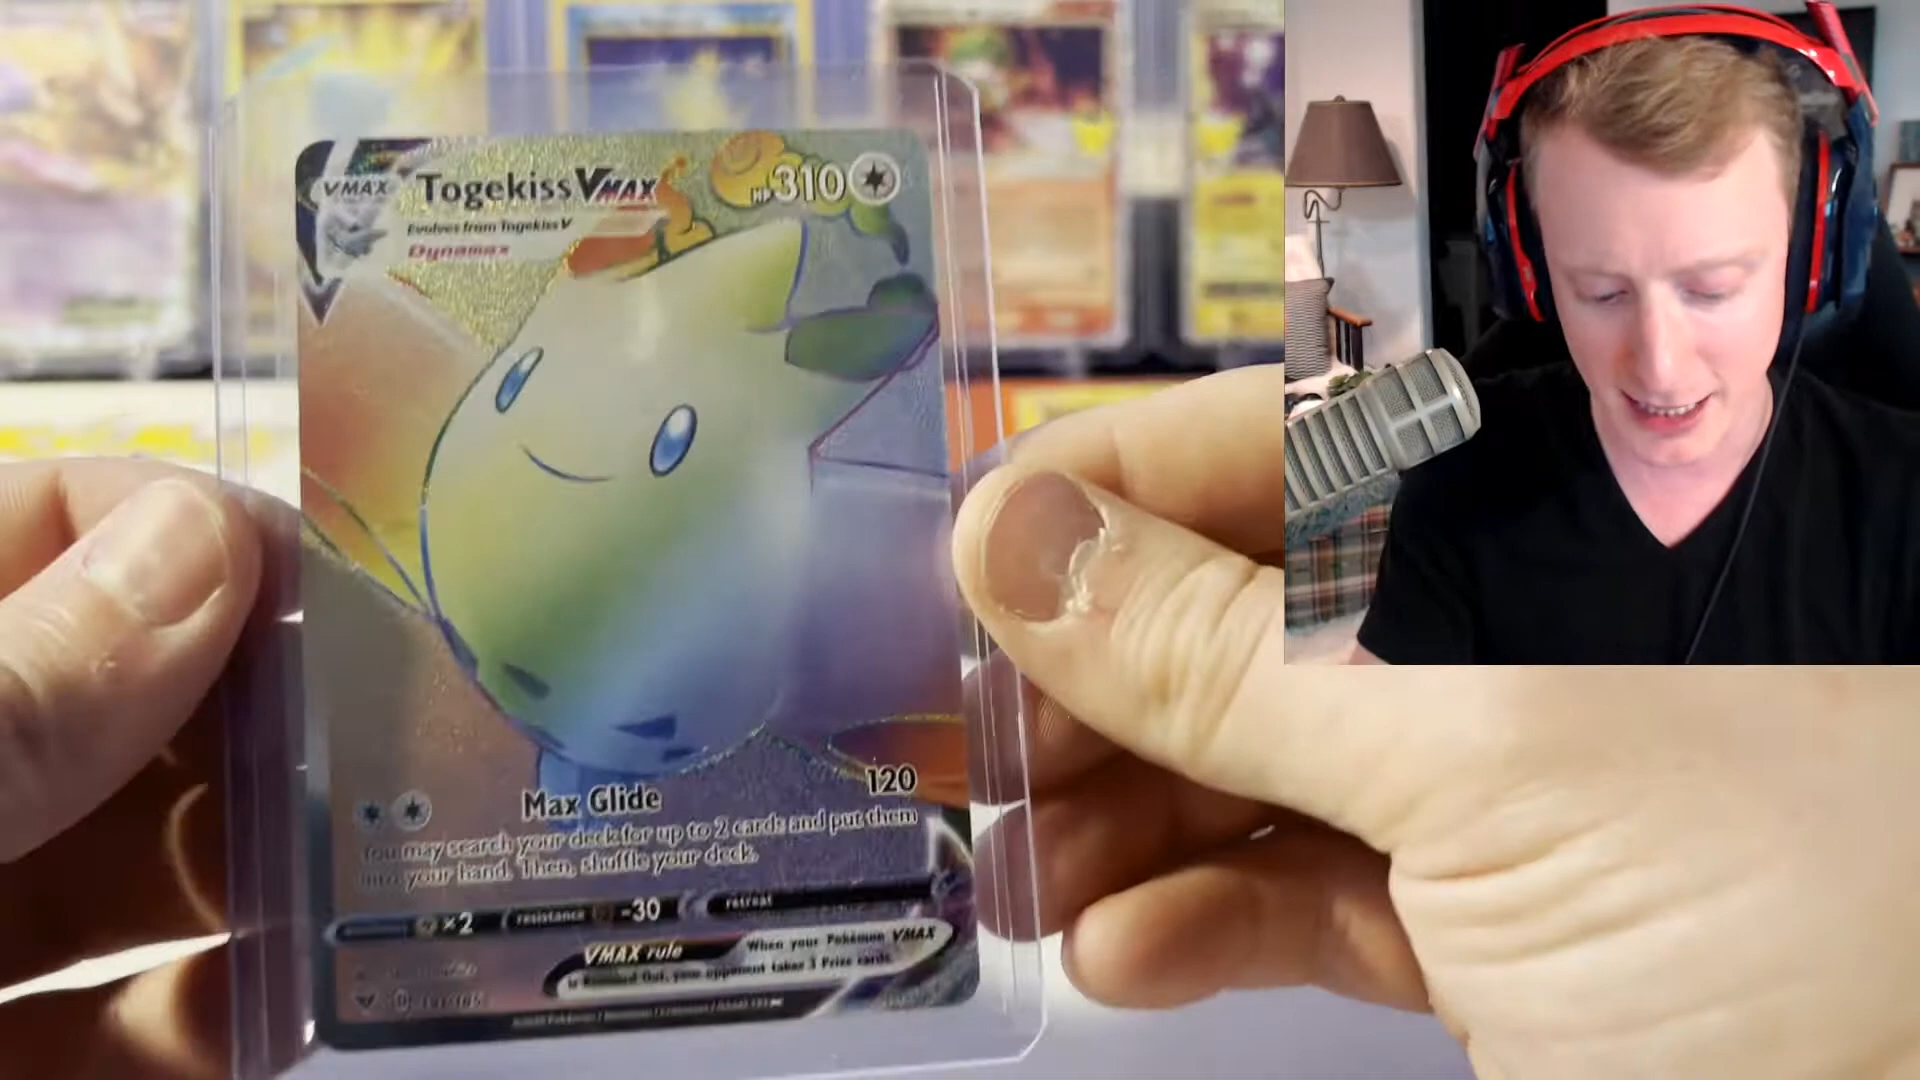 VMAX
Togekiss VMAX
HP 310
Evolves from Togekiss V
Dynamax
Max Glide 120
You may search your deck for up to 2 cards and put them
into your hand. Then, shuffle your deck.
×2 resistance -30 retreat
VMAX rule
When your Pokémon VMAX
is Knocked Out, your opponent takes 3 Prize cards.